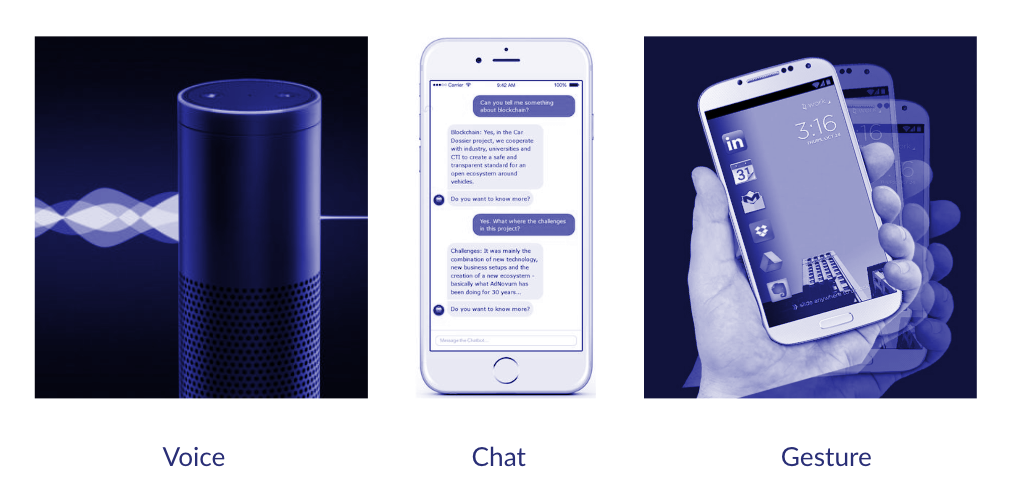 Carrier
9:42 AM
100%
Can you tell me something
about blockchain?
Blockchain: Yes, in the Car
Dossier project, we cooperate
with industry, universities and
CTI to create a safe and
transparent standard for an
open ecosystem around
vehicles.
Do you want to know more?
Yes. What where the challenges
in this project?
Challenges: It was mainly the
combination of new technology,
new business setups and the
creation of a new ecosystem -
basically what AdNovum has
been doing for 30 years...
Do you want to know more?
Message the Chatbot...
3:16
in
31
Voice
Chat
Gesture